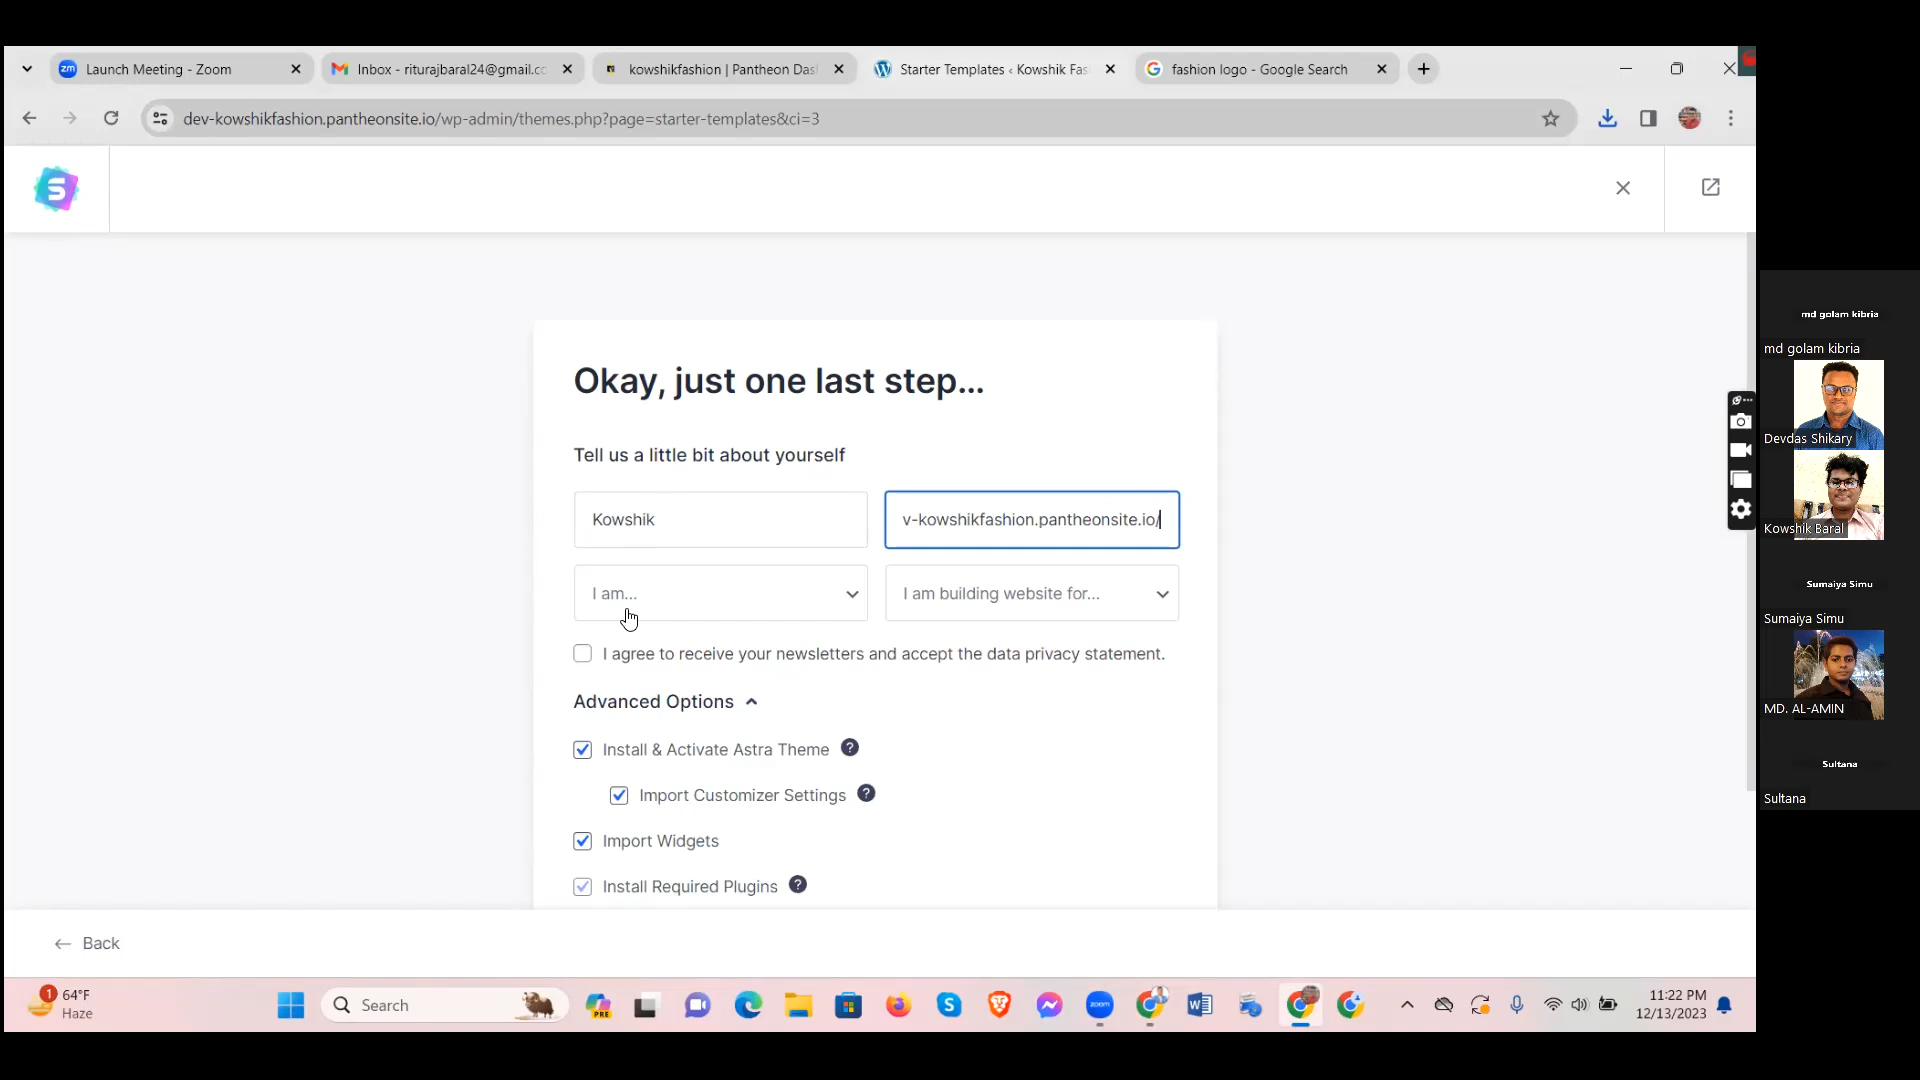 zm Launch Meeting - Zoom
Inbox - riturajbaral24@gmail.cc
kowshikfashion | Pantheon Das
Starter Templates ‹ Kowshik Fas
fashion logo - Google Search
dev-kowshikfashion.pantheonsite.io/wp-admin/themes.php?page=starter-templates&ci=3
S
Okay, just one last step...
Tell us a little bit about yourself
Kowshik
v-kowshikfashion.pantheonsite.io/
I am...
I am building website for...
I agree to receive your newsletters and accept the data privacy statement.
Advanced Options
Install & Activate Astra Theme ?
Import Customizer Settings ?
Import Widgets
Install Required Plugins ?
Back
md golam kibria
md golam kibria
Devdas Shikary
Kowshik Baral
Sumaiya Simu
Sumaiya Simu
MD. AL-AMIN
Sultana
Sultana
1
64°F
Haze
Search
PRE
S
zoom
W
11:22 PM
12/13/2023